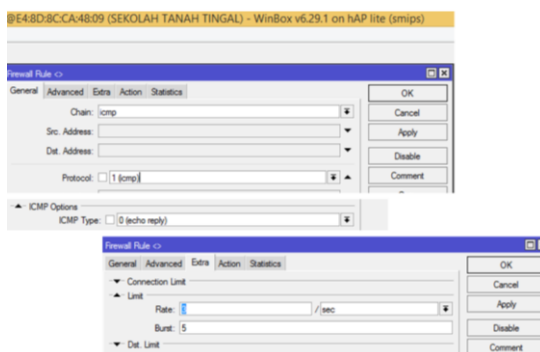 @E4:8D:8C:CA:48:09 (SEKOLAH TANAH TINGAL) - WinBox v6.29.1 on hAP lite (smips)
Firewall Rule <>
General Advanced Extra Action Statistics
OK
Chain: icmp
Cancel
Src. Address:
Apply
Dst. Address:
Disable
Protocol: 1 (icmp)
Comment
ICMP Options
ICMP Type: 0 (echo reply)
Firewall Rule <>
General Advanced Extra Action Statistics
OK
Connection Limit
Cancel
Limit
Rate: / sec
Apply
Burst: 5
Disable
Dst. Limit
Comment